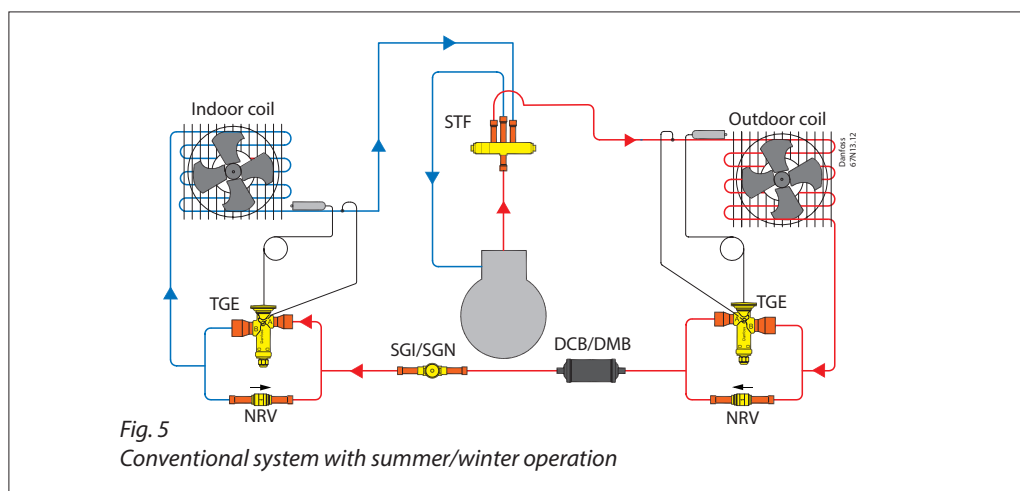 Indoor coil
STF
Outdoor coil
Danfoss
67N13.12
TGE
B
A
TGE
A
B
SGI/SGN
DCB/DMB
NRV
NRV
Fig. 5
Conventional system with summer/winter operation